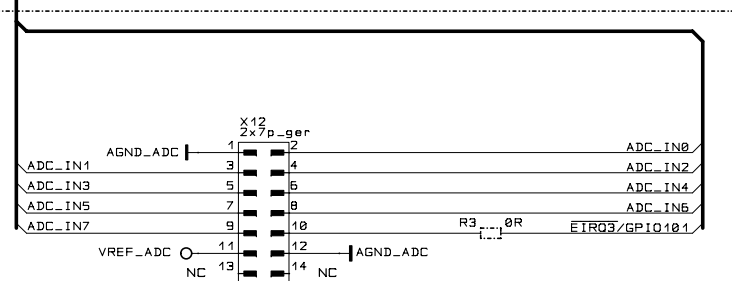 X12
2x7p_ger
AGND_ADC 1 2 ADC_IN0
ADC_IN1 3 4 ADC_IN2
ADC_IN3 5 6 ADC_IN4
ADC_IN5 7 8 ADC_IN6
ADC_IN7 9 10 R3 0R EIRQ3/GPIO101
VREF_ADC 11 12 AGND_ADC
NC 13 14 NC